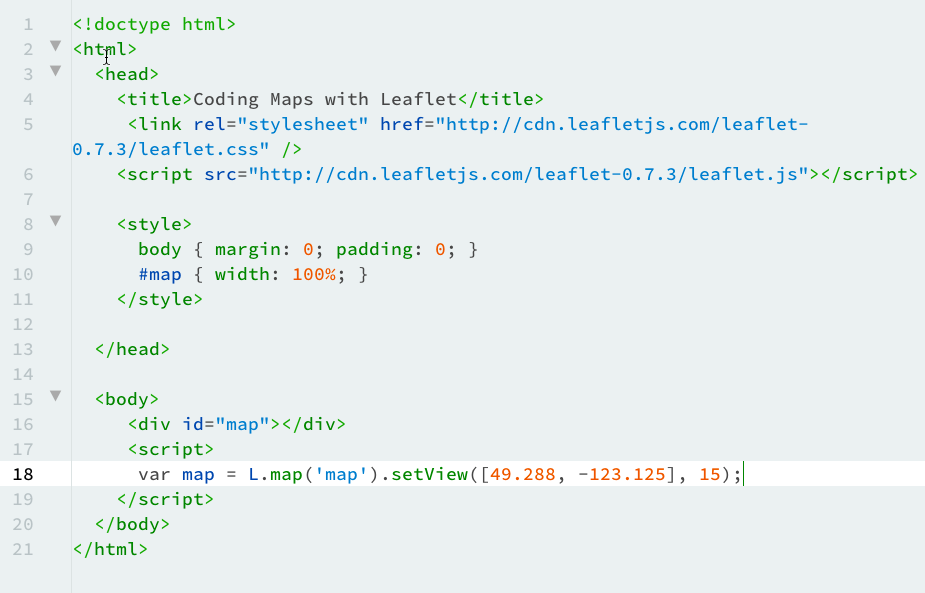 1 <!doctype html>
2 <html>
3 <head>
4 <title>Coding Maps with Leaflet</title>
5 <link rel="stylesheet" href="http://cdn.leafletjs.com/leaflet-
0.7.3/leaflet.css" />
6 <script src="http://cdn.leafletjs.com/leaflet-0.7.3/leaflet.js"></script>
7
8 <style>
9 body { margin: 0; padding: 0; }
10 #map { width: 100%; }
11 </style>
12
13 </head>
14
15 <body>
16 <div id="map"></div>
17 <script>
18 var map = L.map('map').setView([49.288, -123.125], 15);
19 </script>
20 </body>
21 </html>